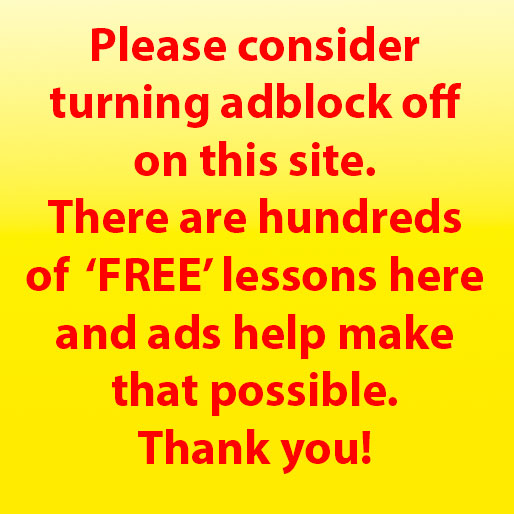 Please consider
turning adblock off
on this site.
There are hundreds
of ‘FREE’ lessons here
and ads help make
that possible.
Thank you!